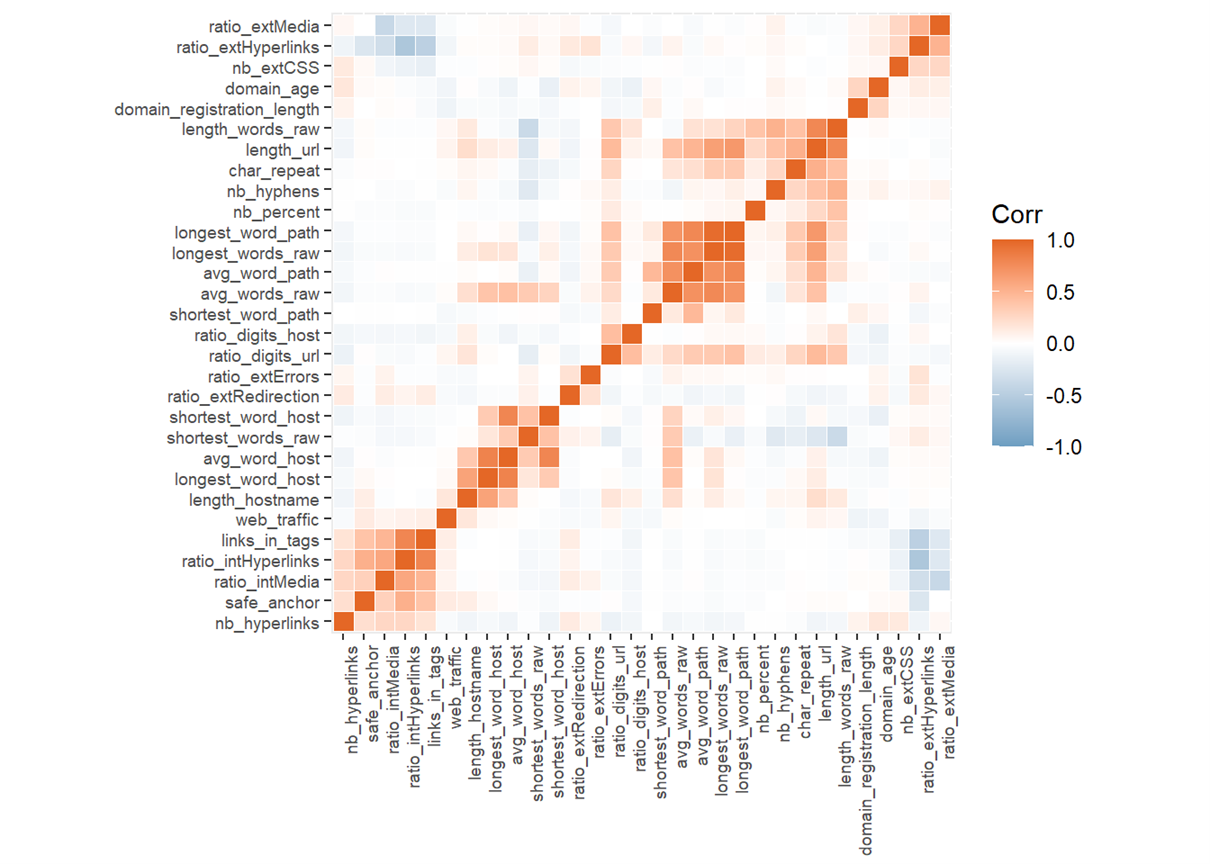 ratio_extMedia
ratio_extHyperlinks
nb_extCSS
domain_age
domain_registration_length
length_words_raw
length_url
char_repeat
nb_hyphens
nb_percent
longest_word_path
longest_words_raw
avg_word_path
avg_words_raw
shortest_word_path
ratio_digits_host
ratio_digits_url
ratio_extErrors
ratio_extRedirection
shortest_word_host
shortest_words_raw
avg_word_host
longest_word_host
length_hostname
web_traffic
links_in_tags
ratio_intHyperlinks
ratio_intMedia
safe_anchor
nb_hyperlinks
nb_hyperlinks
safe_anchor
ratio_intMedia
ratio_intHyperlinks
links_in_tags
web_traffic
length_hostname
longest_word_host
avg_word_host
shortest_words_raw
shortest_word_host
ratio_extRedirection
ratio_extErrors
ratio_digits_url
ratio_digits_host
shortest_word_path
avg_words_raw
avg_word_path
longest_words_raw
longest_word_path
nb_percent
nb_hyphens
char_repeat
length_url
length_words_raw
domain_registration_length
domain_age
nb_extCSS
ratio_extHyperlinks
ratio_extMedia
Corr
1.0
0.5
0.0
-0.5
-1.0